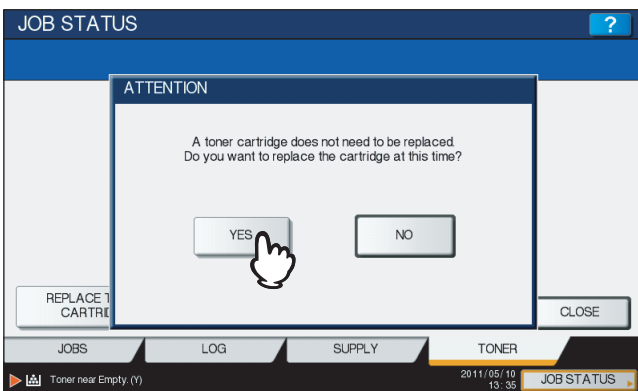 JOB STATUS
?
ATTENTION
A toner cartridge does not need to be replaced.
Do you want to replace the cartridge at this time?
YES
NO
REPLACE
CLOSE
JOBS
LOG
SUPPLY
TONER
Toner near Empty. (Y)
2011/05/10
13:35
JOB STATUS